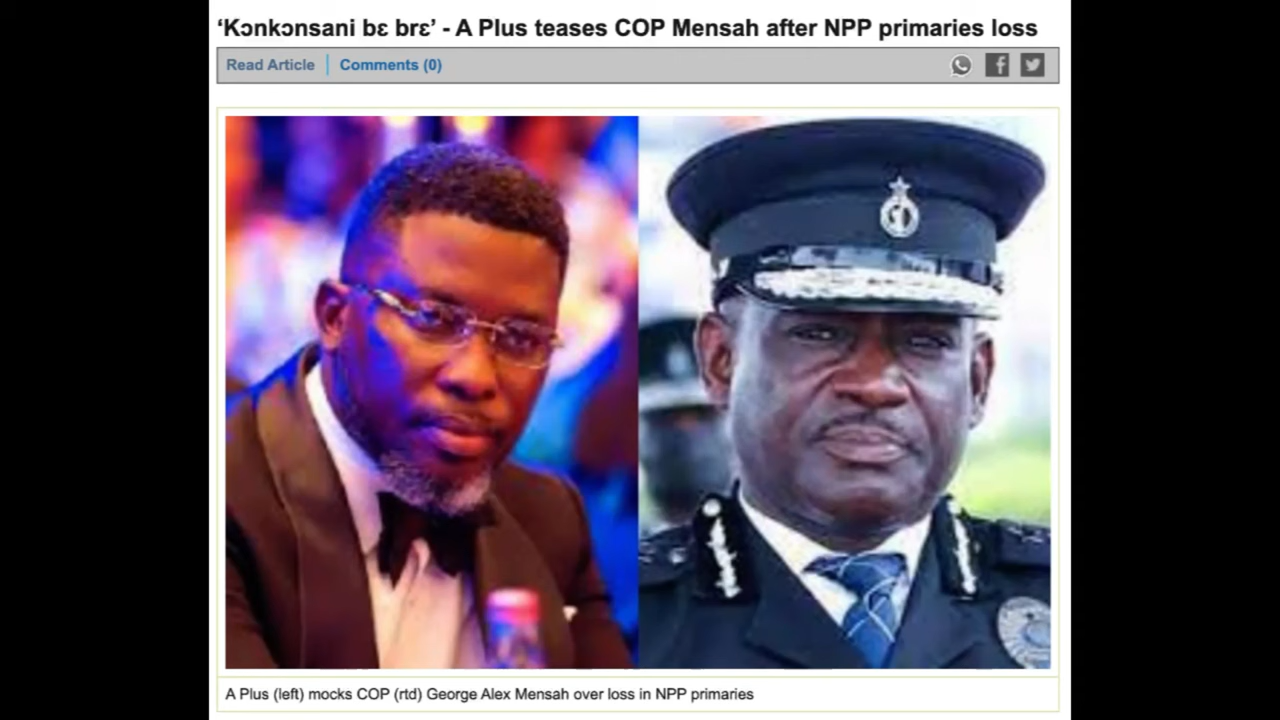 ‘Kɔnkɔnsani bɛ brɛ’ - A Plus teases COP Mensah after NPP primaries loss
Read Article
Comments (0)
A Plus (left) mocks COP (rtd) George Alex Mensah over loss in NPP primaries